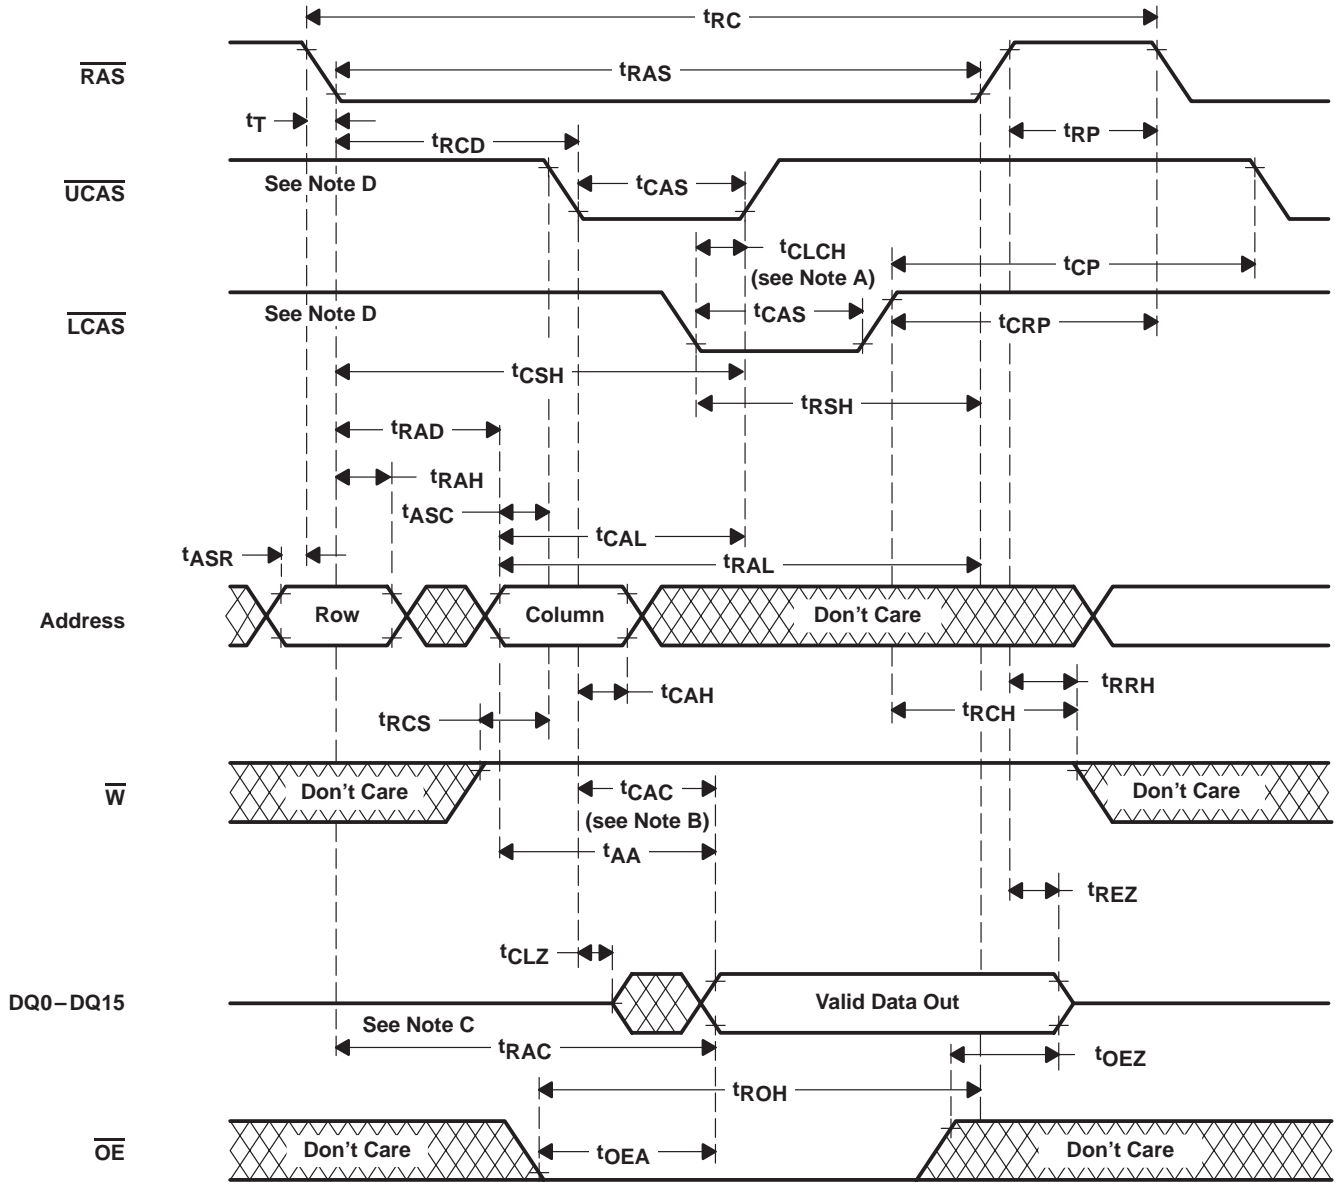 tRC
RAS
tRAS
tT
tRCD
tRP
UCAS
See Note D
tCAS
tCLCH
(see Note A)
tCP
LCAS
See Note D
tCAS
tCRP
tCSH
tRSH
tRAD
tRAH
tASC
tCAL
tASR
tRAL
Address
Row
Column
Don't Care
tCAH
tRRH
tRCS
tRCH
W
Don't Care
tCAC
Don't Care
(see Note B)
tAA
tREZ
tCLZ
DQ0–DQ15
Valid Data Out
See Note C
tRAC
tOEZ
tROH
OE
Don't Care
tOEA
Don't Care